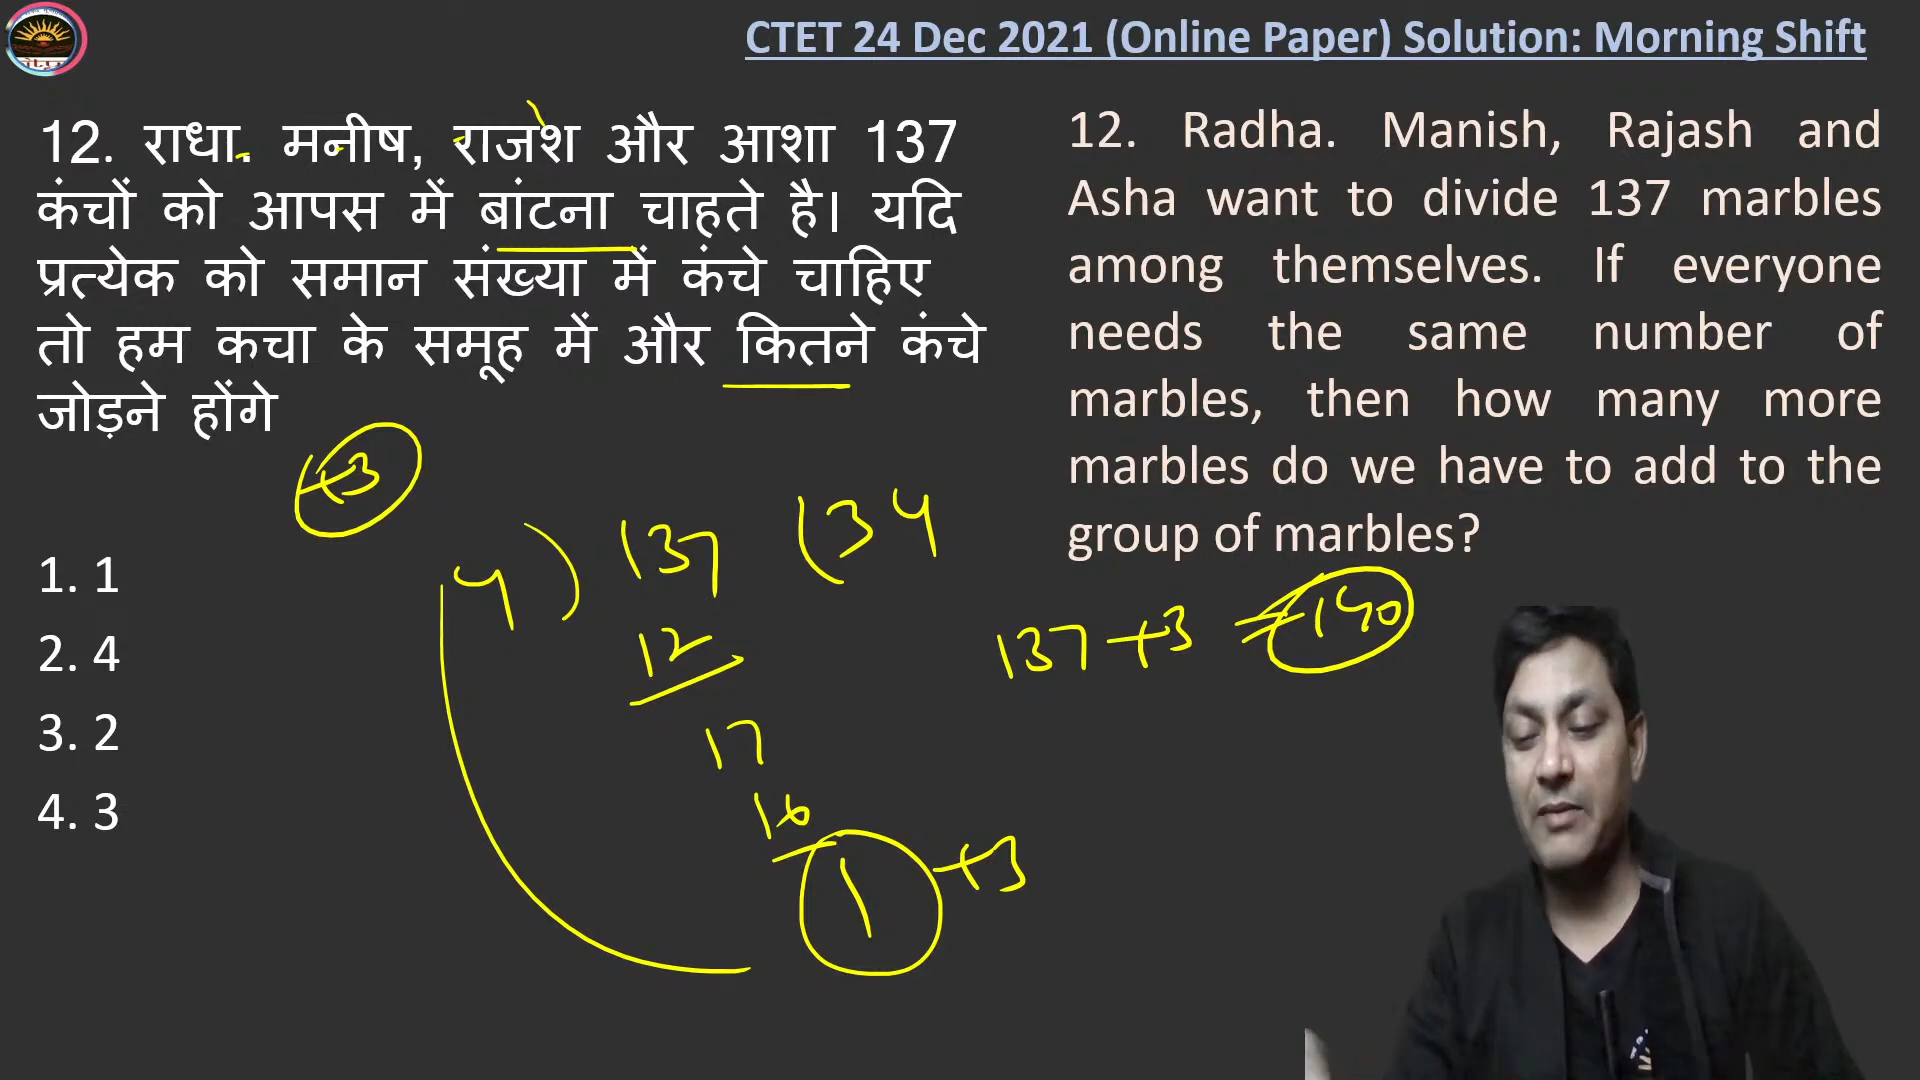 CTET 24 Dec 2021 (Online Paper) Solution: Morning Shift
12. राधा. मनीष, राजश और आशा 137
कंचों को आपस में बांटना चाहते है। यदि
प्रत्येक को समान संख्या में कंचे चाहिए
तो हम कचा के समूह में और कितने कंचे
जोड़ने होंगे
+3
1. 1
2. 4
3. 2
4. 3
12. Radha. Manish, Rajash and
Asha want to divide 137 marbles
among themselves. If everyone
needs the same number of
marbles, then how many more
marbles do we have to add to the
group of marbles?
4) 137 (34
12
17
16
1 +3
137 +3 = 140